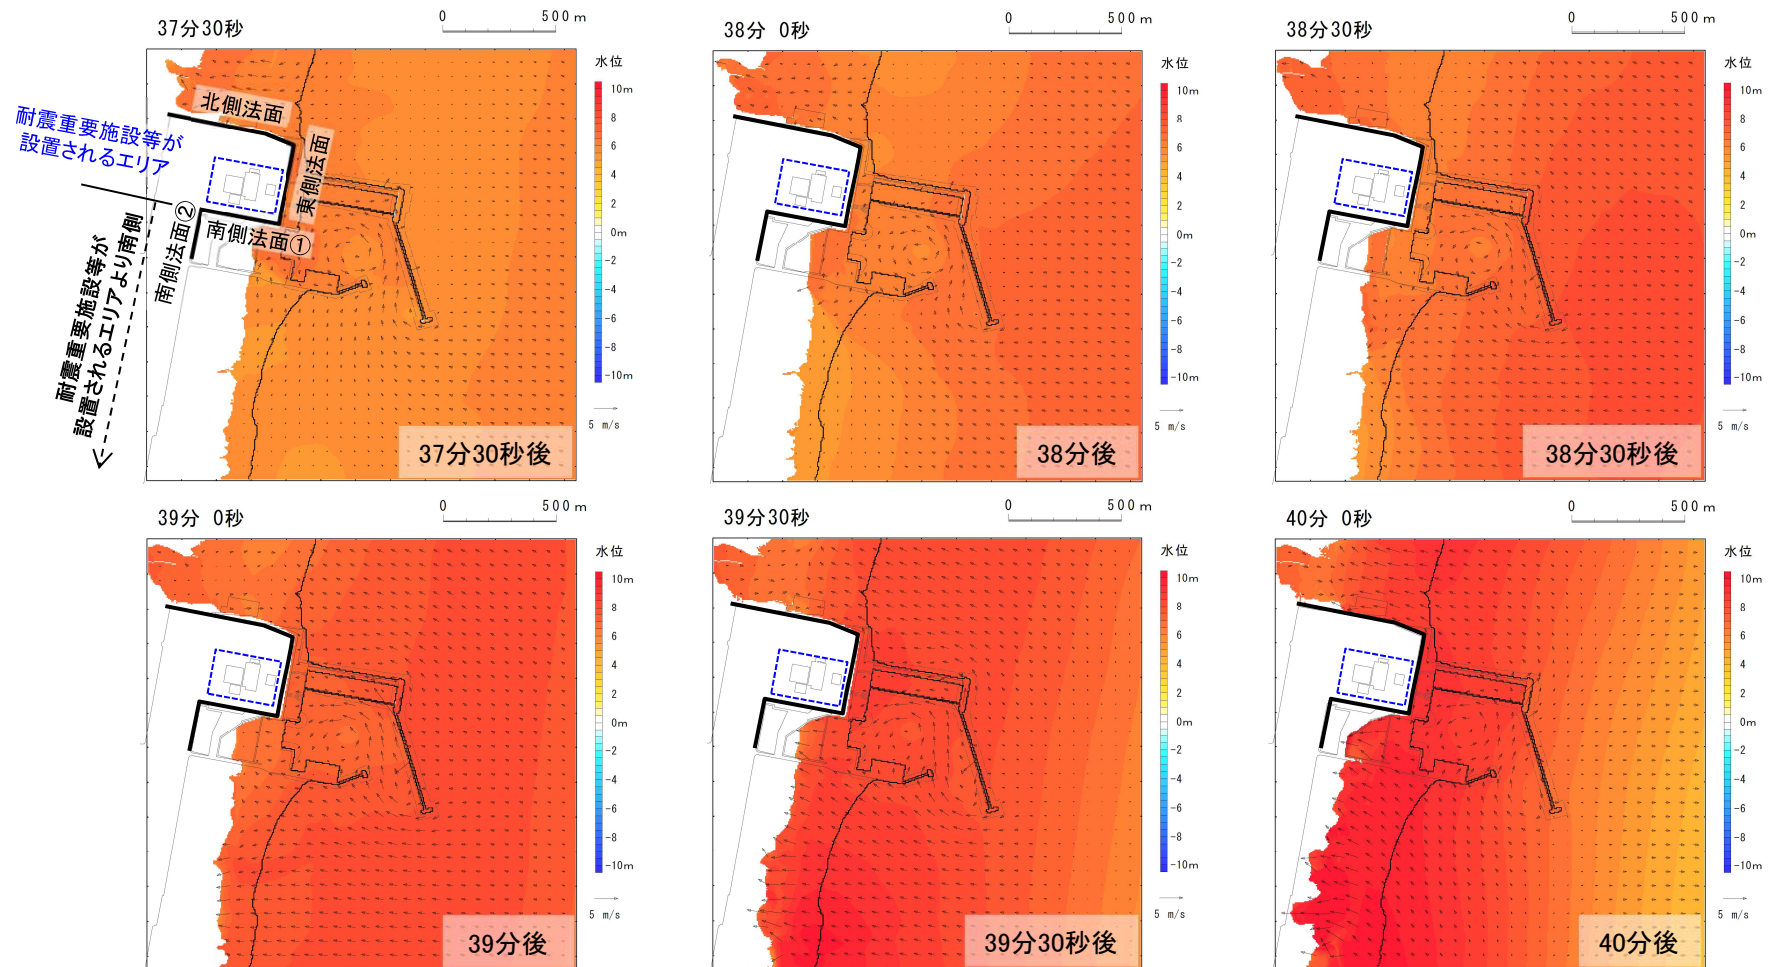 37分30秒
0 500 m
水位
10m
8
6
4
2
0m
-2
-4
-6
-8
-10m
5 m/s
北側法面
東側法面
南側法面①
南側法面②
耐震重要施設等が
設置されるエリア
耐震重要施設等が
設置されるエリアより南側
37分30秒後
38分 0秒
0 500 m
水位
10m
8
6
4
2
0m
-2
-4
-6
-8
-10m
5 m/s
38分後
38分30秒
0 500 m
水位
10m
8
6
4
2
0m
-2
-4
-6
-8
-10m
5 m/s
38分30秒後
39分 0秒
0 500 m
水位
10m
8
6
4
2
0m
-2
-4
-6
-8
-10m
5 m/s
39分後
39分30秒
0 500 m
水位
10m
8
6
4
2
0m
-2
-4
-6
-8
-10m
5 m/s
39分30秒後
40分 0秒
0 500 m
水位
10m
8
6
4
2
0m
-2
-4
-6
-8
-10m
5 m/s
40分後